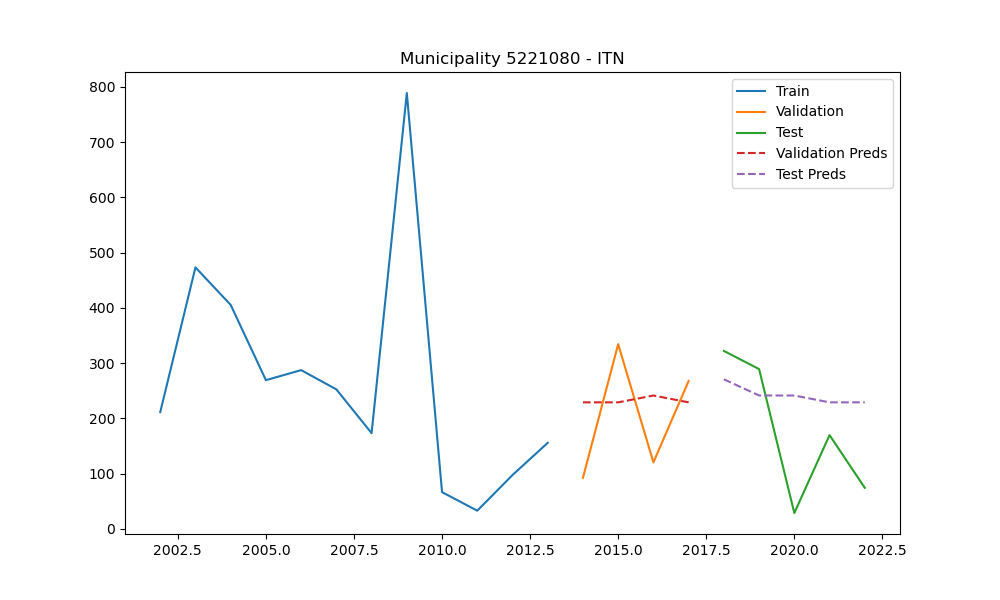 Municipality 5221080 - ITN
800
700
600
500
400
300
200
100
0
2002.5 2005.0 2007.5 2010.0 2012.5 2015.0 2017.5 2020.0 2022.5
Train
Validation
Test
Validation Preds
Test Preds